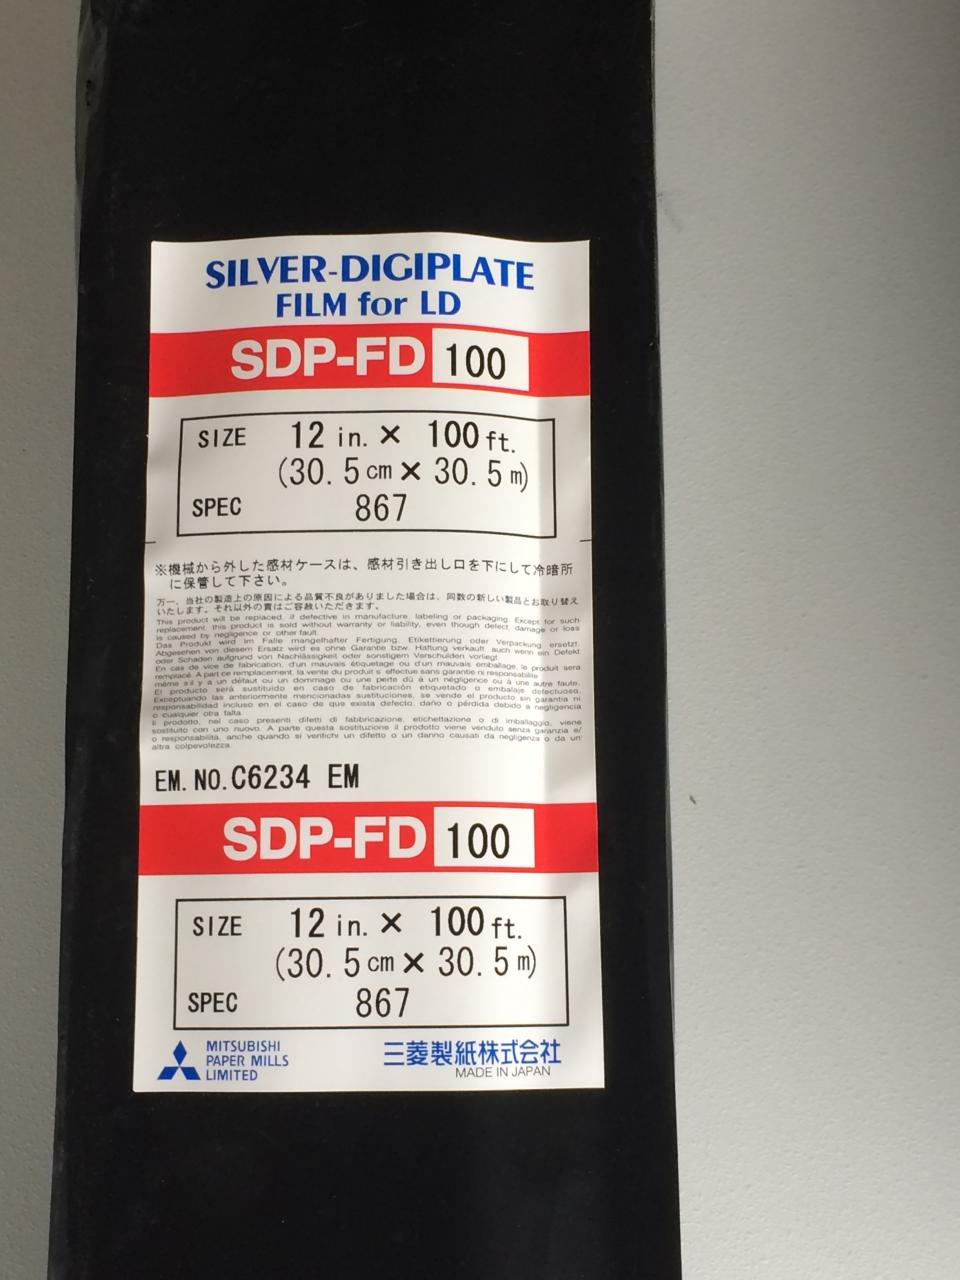 SILVER-DIGIPLATE
FILM for LD
SDP-FD 100
SIZE 12 in. × 100 ft.
(30. 5 cm × 30. 5 m)
SPEC 867
※機械から外した感材ケースは、感材引き出し口を下にして冷暗所
に保管して下さい。
万一、当社の製造上の原因による品質不良がありました場合は、同数の新しい製品とお取り替え
いたします。それ以外の責はご容赦いただきます。
This product will be replaced, if defective in manufacture, labeling or packaging. Except for such
replacement, this product is sold without warranty or liability, even though defect, damage or loss
is caused by negligence or other fault.
Das Produkt wird im Falle mangelhafter Fertigung, Etikettierung oder Verpackung ersetzt.
Abgesehen von diesem Ersatz wird es ohne Garantie bzw. Haftung verkauft, auch wenn ein Defekt
oder Schaden aufgrund von Nachlässigkeit oder sonstigem Verschulden vorliegt.
En cas de vice de fabrication, d'un mauvais étiquetage ou d'un mauvais emballage, le produit sera
remplacé. A part ce remplacement, la vente du produit s' effectue sans garantie ni responsabilité
même s'il y a un défaut ou un dommage ou une perte dû à un négligence ou à une autre faute.
El producto será sustituido en caso de fabricación etiquetado o embalaje defectuoso.
Exceptuando las anteriormente mencionadas sustituciones, se vende el producto sin garantía ni
responsabilidad incluso en el caso de que exista defecto, daño o pérdida debido a negligencia
o cualquier otra falta.
Il prodotto, nel caso presenti difetti di fabbricazione, etichettazione o di imballaggio, viene
sostituito con uno nuovo. A parte questa sostituzione il prodotto viene venduto senza garanzia e/
o responsabilità, anche quando si verifichi un difetto o un danno causati da negligenza o da un'
altra colpevolezza.
EM. NO. C6234 EM
SDP-FD 100
SIZE 12 in. × 100 ft.
(30. 5 cm × 30. 5 m)
SPEC 867
MITSUBISHI
PAPER MILLS
LIMITED
三菱製紙株式会社
MADE IN JAPAN